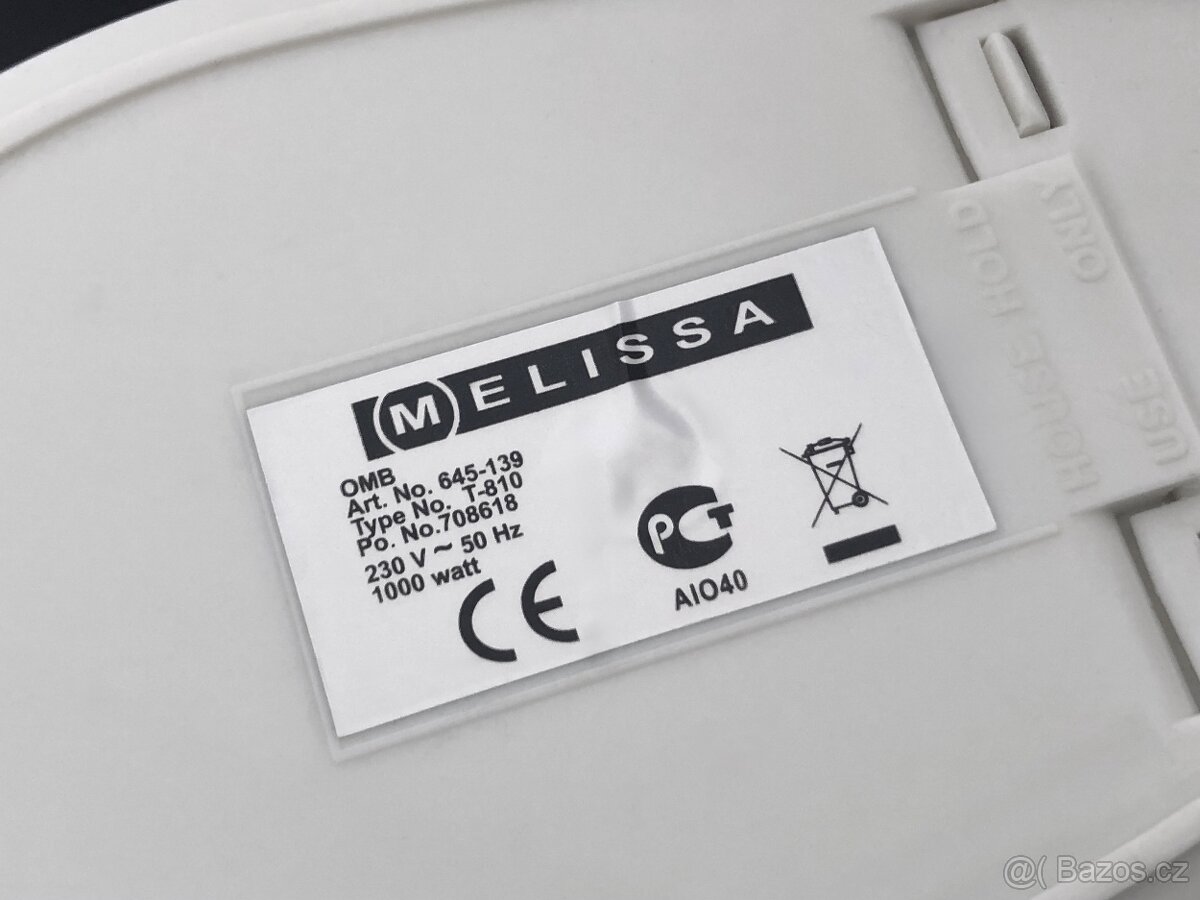 MELISSA
OMB
Art. No. 645-139
Type No. T-810
Po. No.708618
230 V ~ 50 Hz
1000 watt
CE
PCT
AIO40
HOUSE HOLD
USE ONLY
@( Bazos.cz